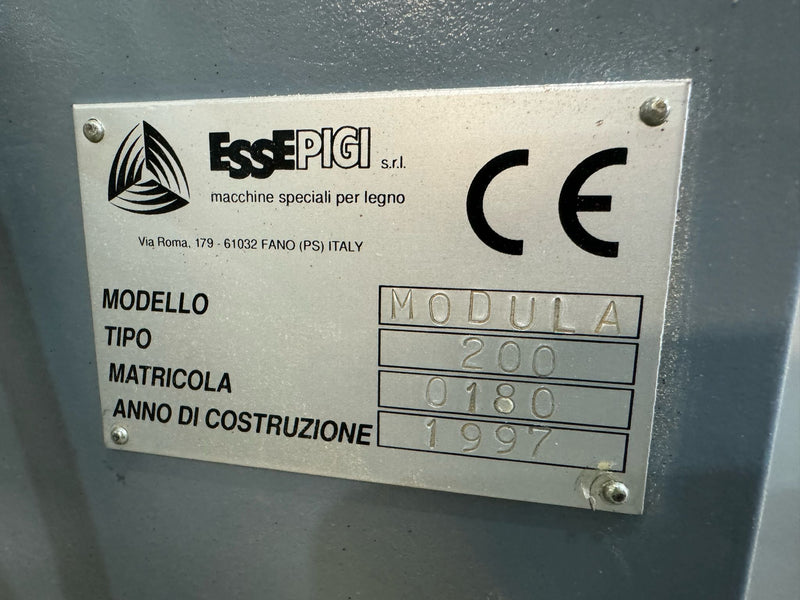 ESSEPIGI s.r.l.
macchine speciali per legno
Via Roma, 179 - 61032 FANO (PS) ITALY
CE
MODELLO MODULA
TIPO 200
MATRICOLA 0180
ANNO DI COSTRUZIONE 1997